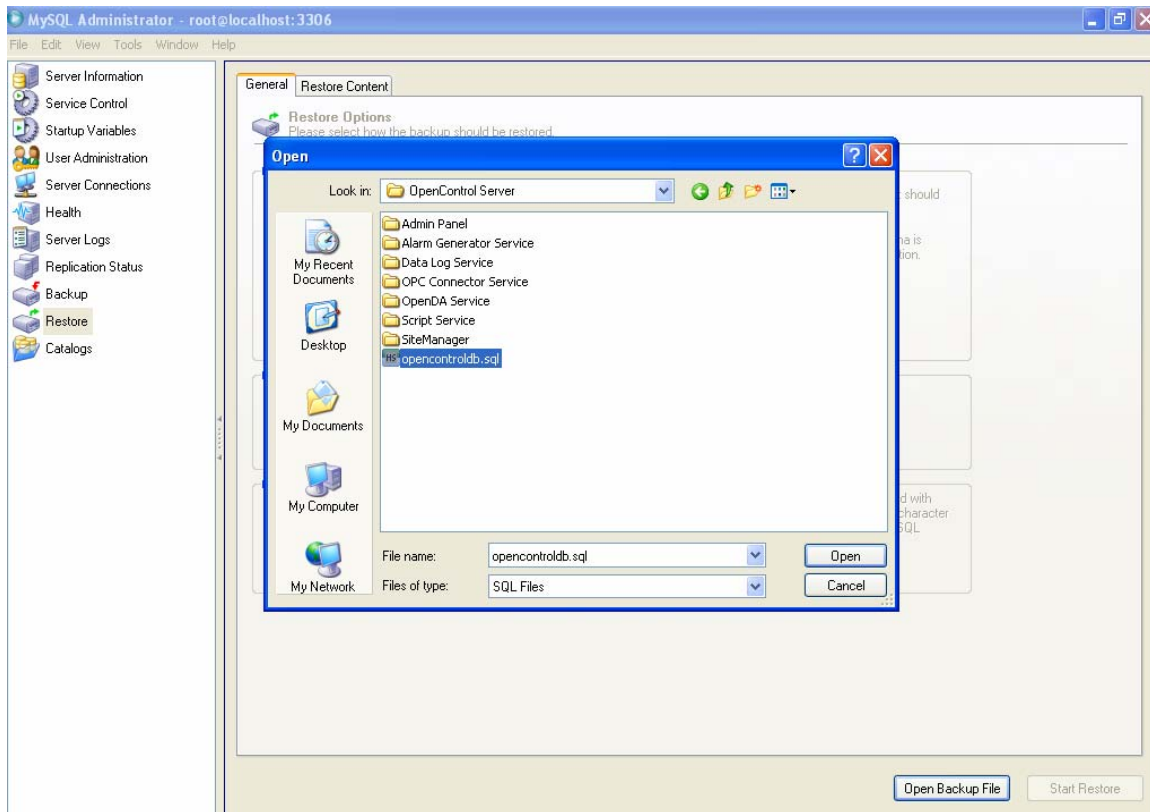 MySQL Administrator - root@localhost:3306
File Edit View Tools Window Help
Server Information
Service Control
Startup Variables
User Administration
Server Connections
Health
Server Logs
Replication Status
Backup
Restore
Catalogs
General Restore Content
Restore Options
Please select how the backup should be restored.
Open
Look in: OpenControl Server
My Recent Documents
Desktop
My Documents
My Computer
My Network
Admin Panel
Alarm Generator Service
Data Log Service
OPC Connector Service
OpenDA Service
Script Service
SiteManager
opencontroldb.sql
File name: opencontroldb.sql Open
Files of type: SQL Files Cancel
should
is
tion.
d with
character
SQL
Open Backup File Start Restore